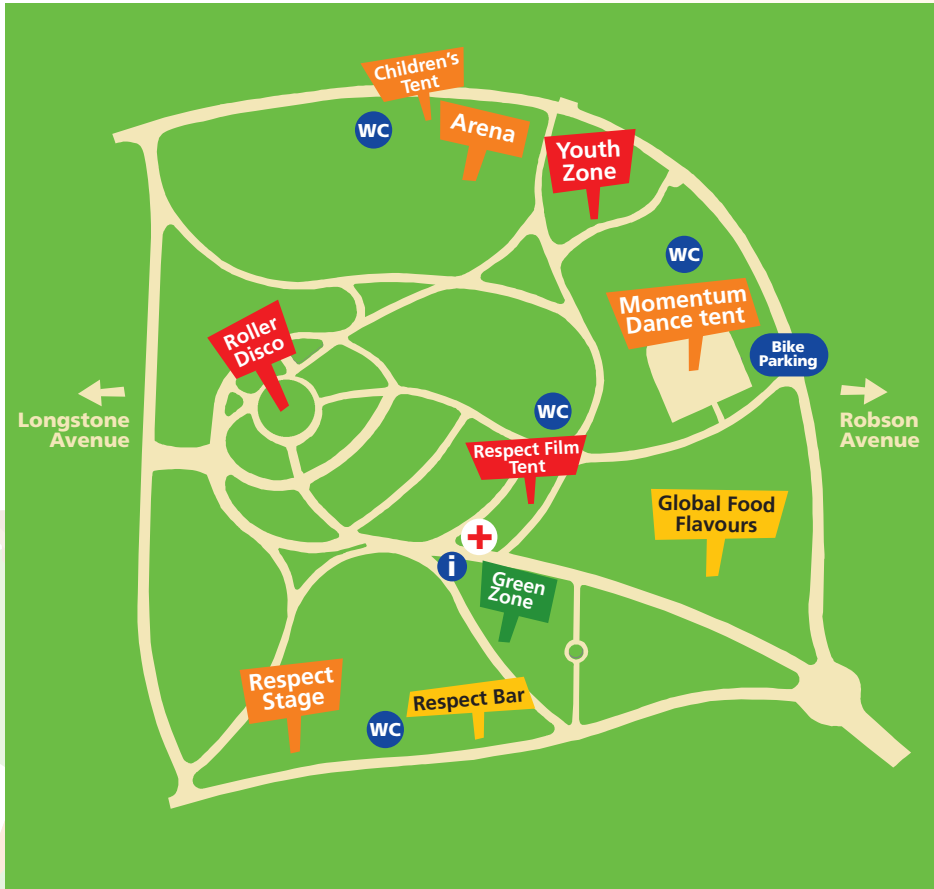 Children's
Tent
WC
Arena
Youth
Zone
WC
Momentum
Dance tent
Roller
Disco
Bike
Parking
Longstone
Avenue
Robson
Avenue
WC
Respect Film
Tent
Global Food
Flavours
i
Green
Zone
Respect
Stage
Respect Bar
WC